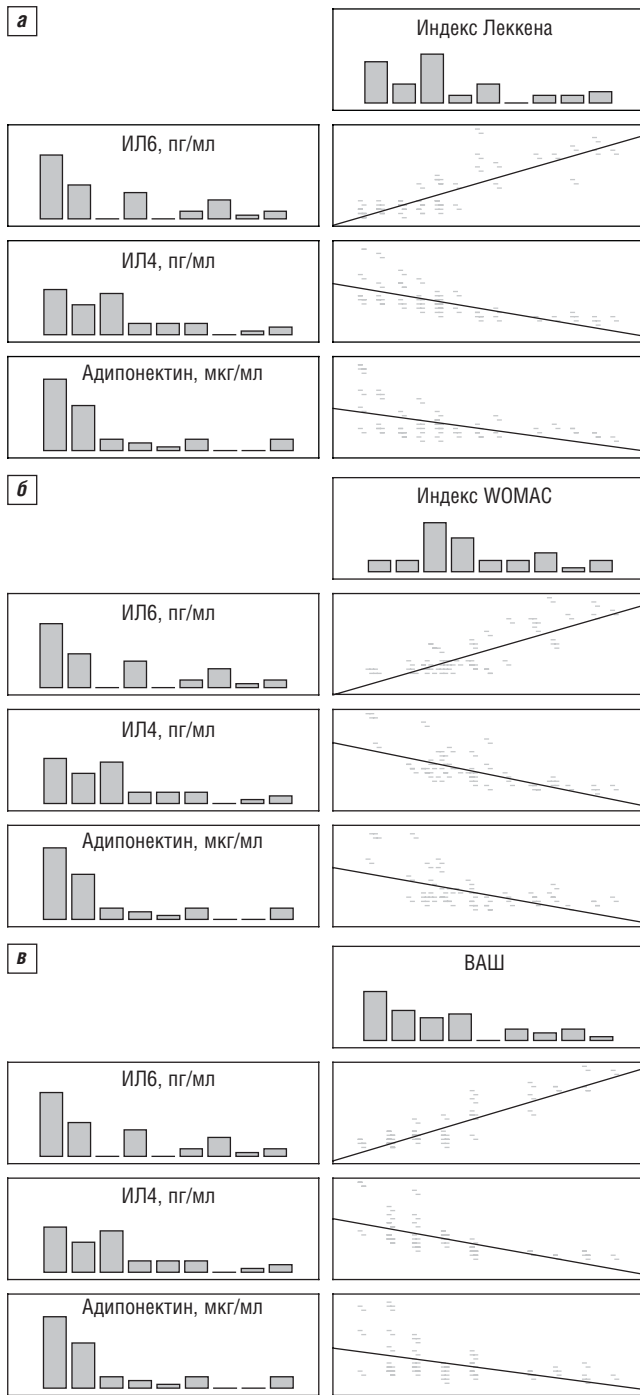 а
Индекс Леккена
ИЛ6, пг/мл
ИЛ4, пг/мл
Адипонектин, мкг/мл
б
Индекс WOMAC
ИЛ6, пг/мл
ИЛ4, пг/мл
Адипонектин, мкг/мл
в
ВАШ
ИЛ6, пг/мл
ИЛ4, пг/мл
Адипонектин, мкг/мл